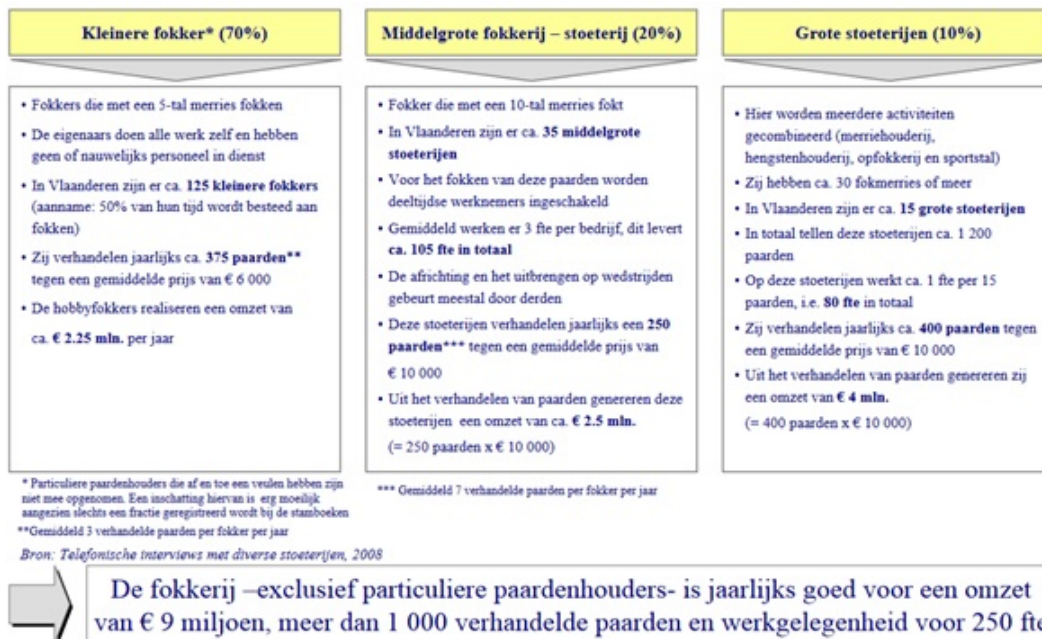 Kleinere fokker* (70%)
• Fokkers die met een 5-tal merries fokken
• De eigenaars doen alle werk zelf en hebben
geen of nauwelijks personeel in dienst
• In Vlaanderen zijn er ca. 125 kleinere fokkers
(aanname: 50% van hun tijd wordt besteed aan
fokken)
• Zij verhandelen jaarlijks ca. 375 paarden**
tegen een gemiddelde prijs van € 6 000
• De hobbyfokkers realiseren een omzet van
ca. € 2.25 mln. per jaar
* Particuliere paardenhouders die af en toe een veulen hebben zijn
niet mee opgenomen. Een inschatting hiervan is erg moeilijk
aangezien slechts een fractie geregistreerd wordt bij de stamboeken
**Gemiddeld 3 verhandelde paarden per fokker per jaar
Middelgrote fokkerij – stoeterij (20%)
• Fokker die met een 10-tal merries fokt
• In Vlaanderen zijn er ca. 35 middelgrote
stoeterijen
• Voor het fokken van deze paarden worden
deeltijdse werknemers ingeschakeld
• Gemiddeld werken er 3 fte per bedrijf, dit levert
ca. 105 fte in totaal
• De africhting en het uitbrengen op wedstrijden
gebeurt meestal door derden
• Deze stoeterijen verhandelen jaarlijks een 250
paarden*** tegen een gemiddelde prijs van
€ 10 000
• Uit het verhandelen van paarden genereren deze
stoeterijen een omzet van ca. € 2.5 mln.
(= 250 paarden x € 10 000)
*** Gemiddeld 7 verhandelde paarden per fokker per jaar
Grote stoeterijen (10%)
• Hier worden meerdere activiteiten
gecombineerd (merriehouderij,
hengstenhouderij, opfokkerij en sportstal)
• Zij hebben ca. 30 fokmerries of meer
• In Vlaanderen zijn er ca. 15 grote stoeterijen
• In totaal tellen deze stoeterijen ca. 1 200
paarden
• Op deze stoeterijen werkt ca. 1 fte per 15
paarden, i.e. 80 fte in totaal
• Zij verhandelen jaarlijks ca. 400 paarden tegen
een gemiddelde prijs van € 10 000
• Uit het verhandelen van paarden genereren zij
een omzet van € 4 mln.
(= 400 paarden x € 10 000)
Bron: Telefonische interviews met diverse stoeterijen, 2008
De fokkerij –exclusief particuliere paardenhouders- is jaarlijks goed voor een omzet
van € 9 miljoen, meer dan 1 000 verhandelde paarden en werkgelegenheid voor 250 fte